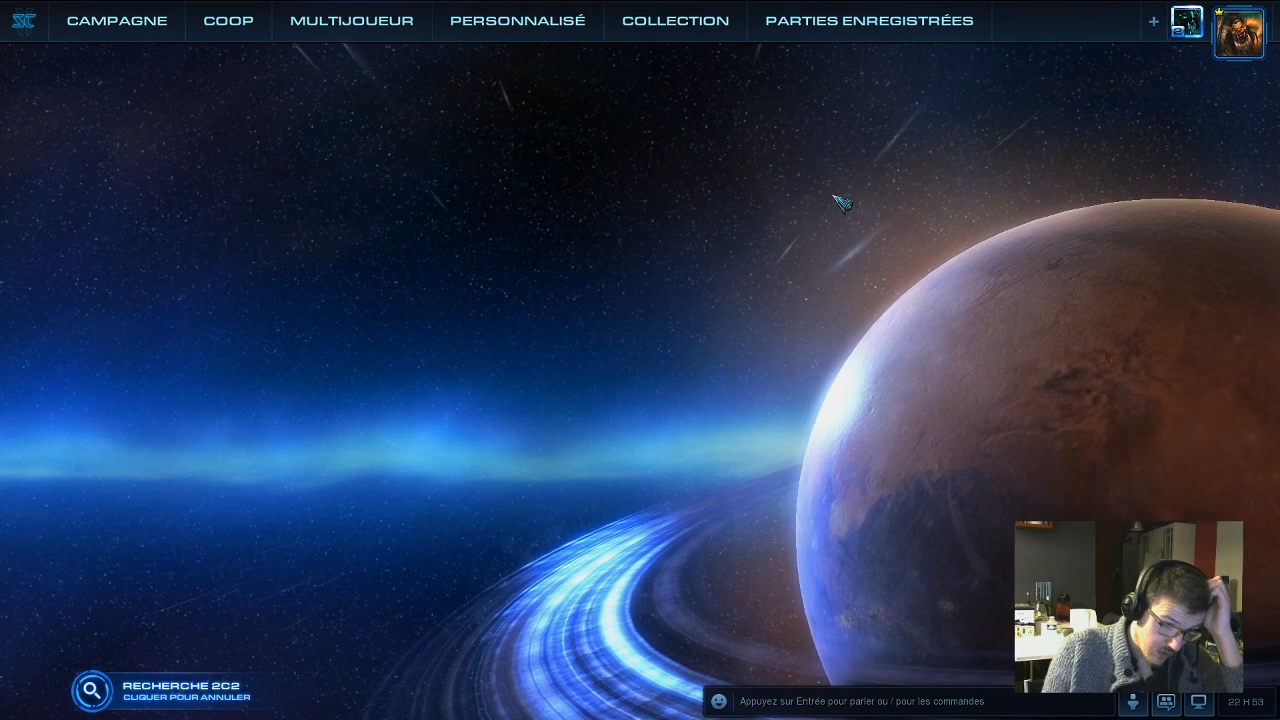 CAMPAGNE COOP MULTIJOUEUR PERSONNALISÉ COLLECTION PARTIES ENREGISTRÉES
2
RECHERCHE 2C2
CLIQUER POUR ANNULER
Appuyez sur Entrée pour parler ou / pour les commandes
22 H 53